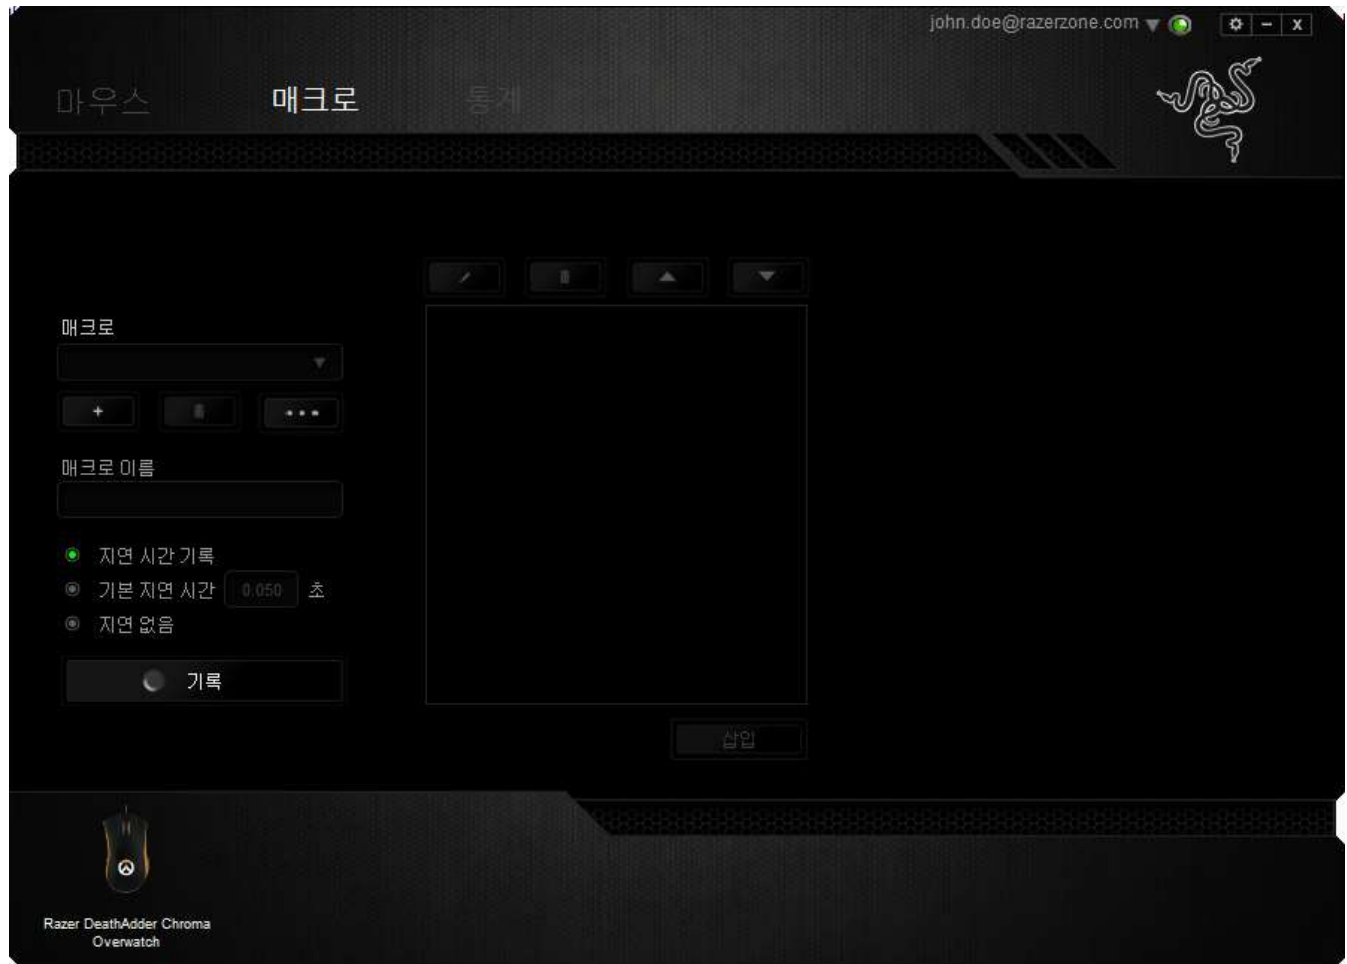 john.doe@razerzone.com
마우스 매크로 통계
매크로
매크로 이름
지연 시간 기록
기본 지연 시간 0.050 초
지연 없음
기록
삽입
Razer DeathAdder Chroma
Overwatch